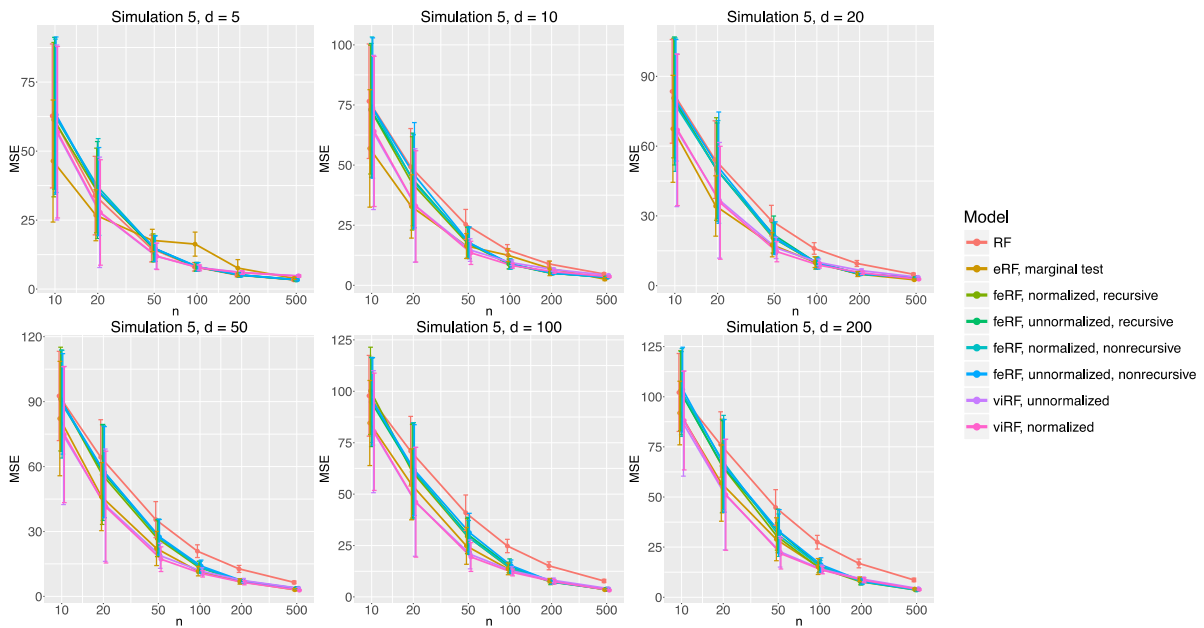 Simulation 5, d = 5
Simulation 5, d = 10
Simulation 5, d = 20
MSE
75
50
25
0
10
20
50
100
200
500
n
MSE
100
75
50
25
0
10
20
50
100
200
500
n
MSE
90
60
30
0
10
20
50
100
200
500
n
Simulation 5, d = 50
Simulation 5, d = 100
Simulation 5, d = 200
MSE
120
90
60
30
0
10
20
50
100
200
500
n
MSE
125
100
75
50
25
0
10
20
50
100
200
500
n
MSE
125
100
75
50
25
0
10
20
50
100
200
500
n
Model
RF
eRF, marginal test
feRF, normalized, recursive
feRF, unnormalized, recursive
feRF, normalized, nonrecursive
feRF, unnormalized, nonrecursive
viRF, unnormalized
viRF, normalized